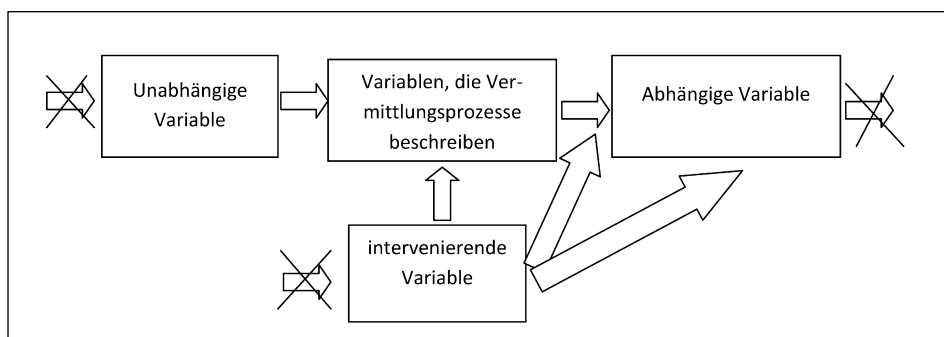 Unabhängige
Variable
Variablen, die Ver-
mittlungsprozesse
beschreiben
Abhängige Variable
intervenierende
Variable